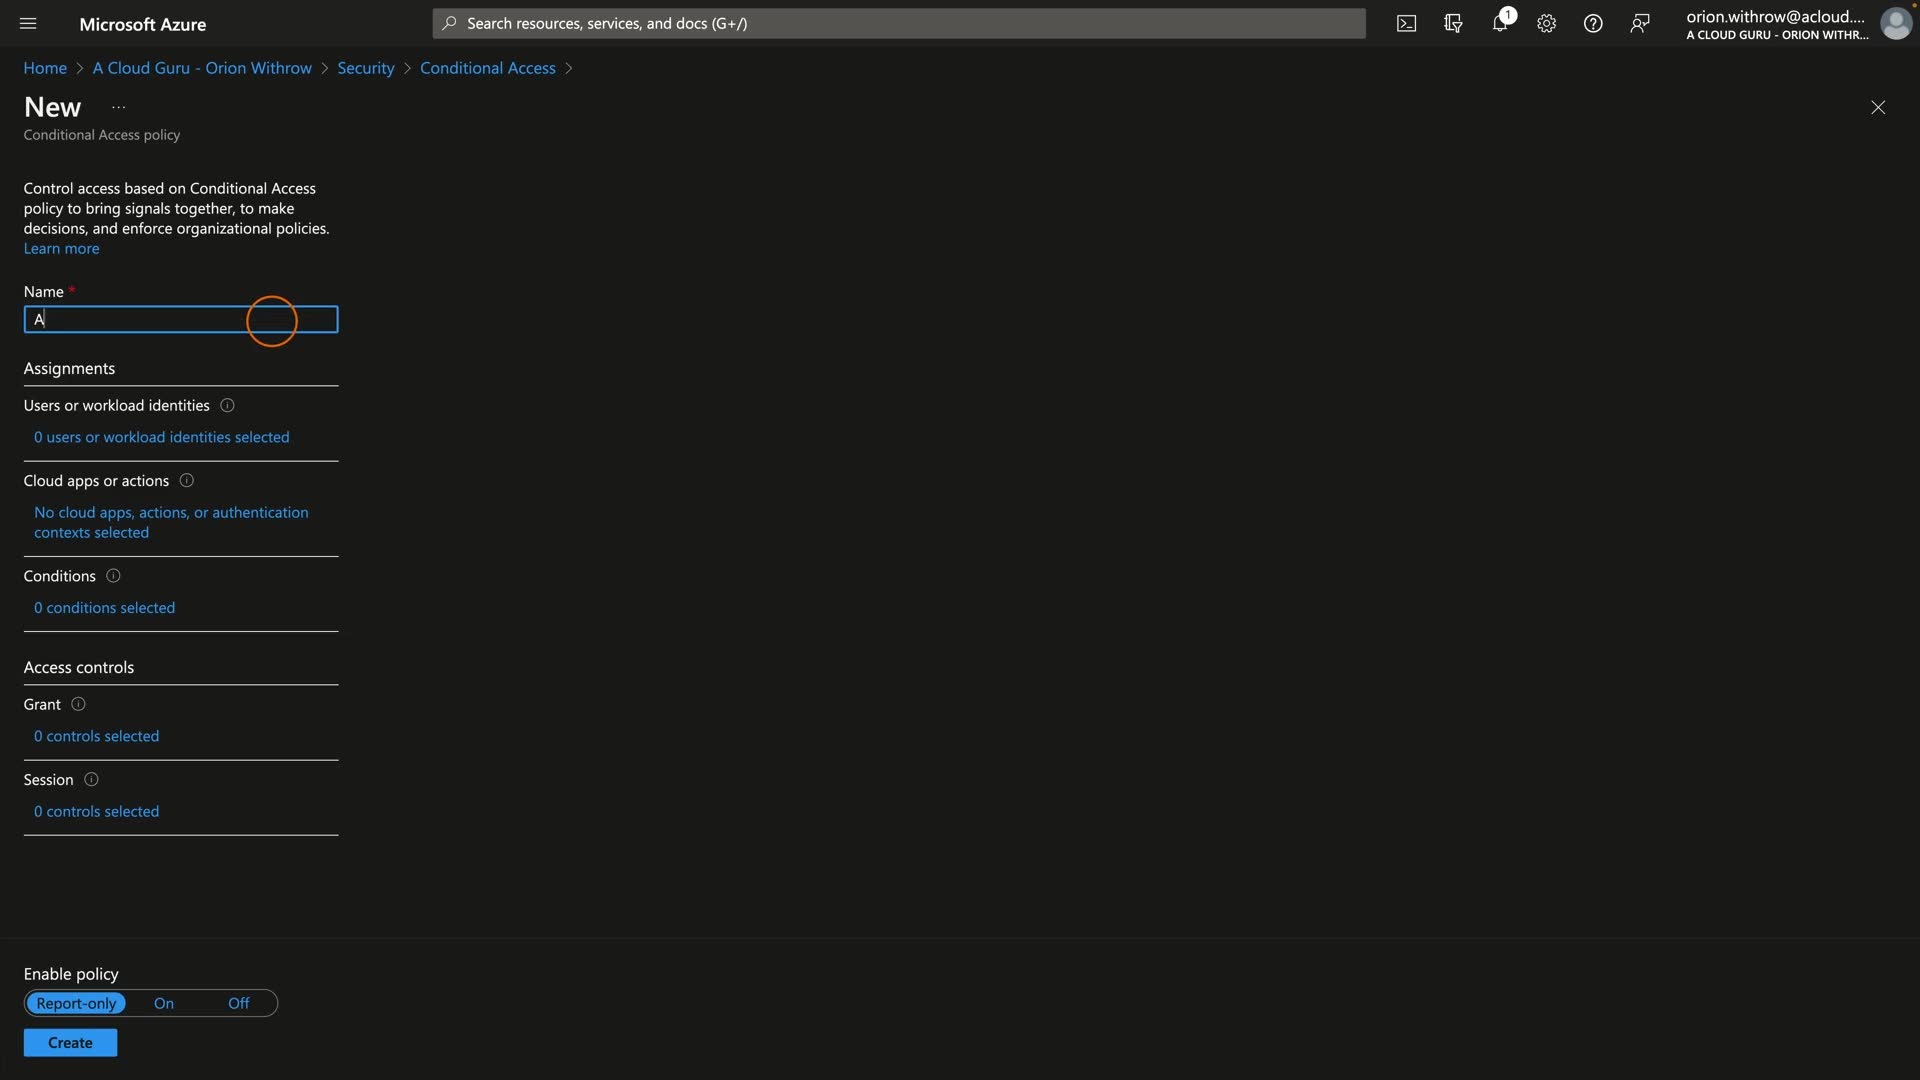 Microsoft Azure
Search resources, services, and docs (G+/)
1
orion.withrow@acloud....
A CLOUD GURU - ORION WITHR...
Home > A Cloud Guru - Orion Withrow > Security > Conditional Access >
New ...
Conditional Access policy
Control access based on Conditional Access
policy to bring signals together, to make
decisions, and enforce organizational policies.
Learn more
Name *
A
Assignments
Users or workload identities
0 users or workload identities selected
Cloud apps or actions
No cloud apps, actions, or authentication
contexts selected
Conditions
0 conditions selected
Access controls
Grant
0 controls selected
Session
0 controls selected
Enable policy
Report-only On Off
Create